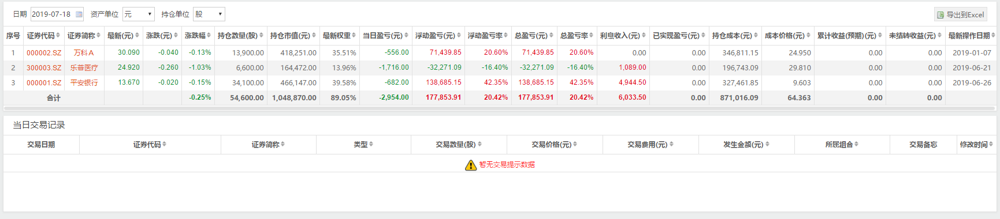 日期 2019-07-18 资产单位 元 持仓单位 股 导出到Excel
序号 证券代码 证券简称 最新(元) 涨跌(元) 涨跌幅 持仓数量(股) 持仓市值(元) 最新权重 当日盈亏(元) 浮动盈亏(元) 浮动盈亏率 总盈亏(元) 总盈亏率 利息收入(元) 已实现盈亏(元) 持仓成本(元) 成本价格(元) 累计收益(预期)(元) 未结转收益(元) 最新操作日期
1 000002.SZ 万科A 30.090 -0.040 -0.13% 13,900.00 418,251.00 35.51% -556.00 71,439.85 20.60% 71,439.85 20.60% 0.00 0.00 346,811.15 24.950 0.00 0.00 2019-01-07
2 300003.SZ 乐普医疗 24.920 -0.260 -1.03% 6,600.00 164,472.00 13.96% -1,716.00 -32,271.09 -16.40% -32,271.09 -16.40% 1,089.00 0.00 196,743.09 29.810 0.00 0.00 2019-06-21
3 000001.SZ 平安银行 13.670 -0.020 -0.15% 34,100.00 466,147.00 39.58% -682.00 138,685.15 42.35% 138,685.15 42.35% 4,944.50 0.00 327,461.85 9.603 0.00 0.00 2019-06-26
合计 -0.25% 54,600.00 1,048,870.00 89.05% -2,954.00 177,853.91 20.42% 177,853.91 20.42% 6,033.50 0.00 871,016.09 64.363 0.00 0.00
当日交易记录
交易日期 证券代码 证券简称 类型 交易数量(股) 交易价格(元) 交易费用(元) 发生金额(元) 所属组合 交易备忘 修改时间
暂无交易提示数据